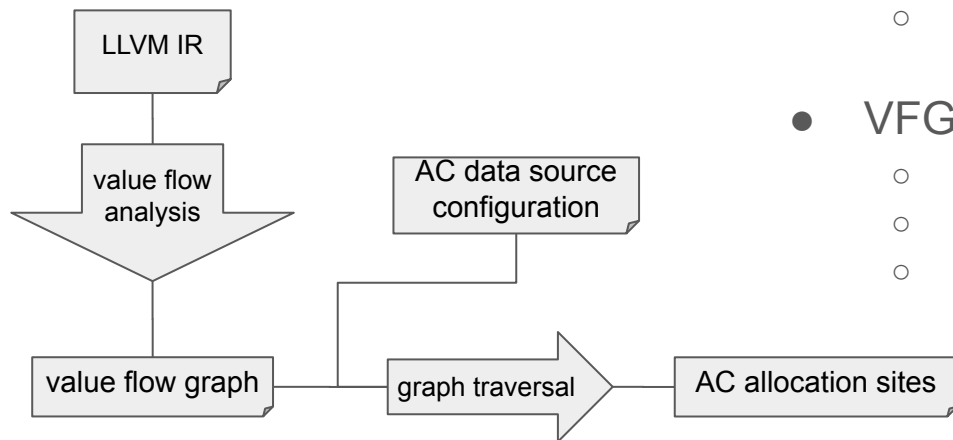 LLVM IR
value flow
analysis
AC data source
configuration
value flow graph
graph traversal
AC allocation sites
VFG